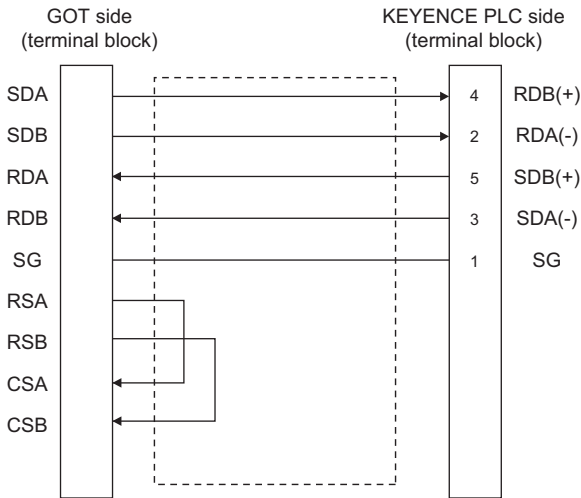 GOT side
(terminal block)
KEYENCE PLC side
(terminal block)
SDA 4 RDB(+)
SDB 2 RDA(-)
RDA 5 SDB(+)
RDB 3 SDA(-)
SG 1 SG
RSA
RSB
CSA
CSB